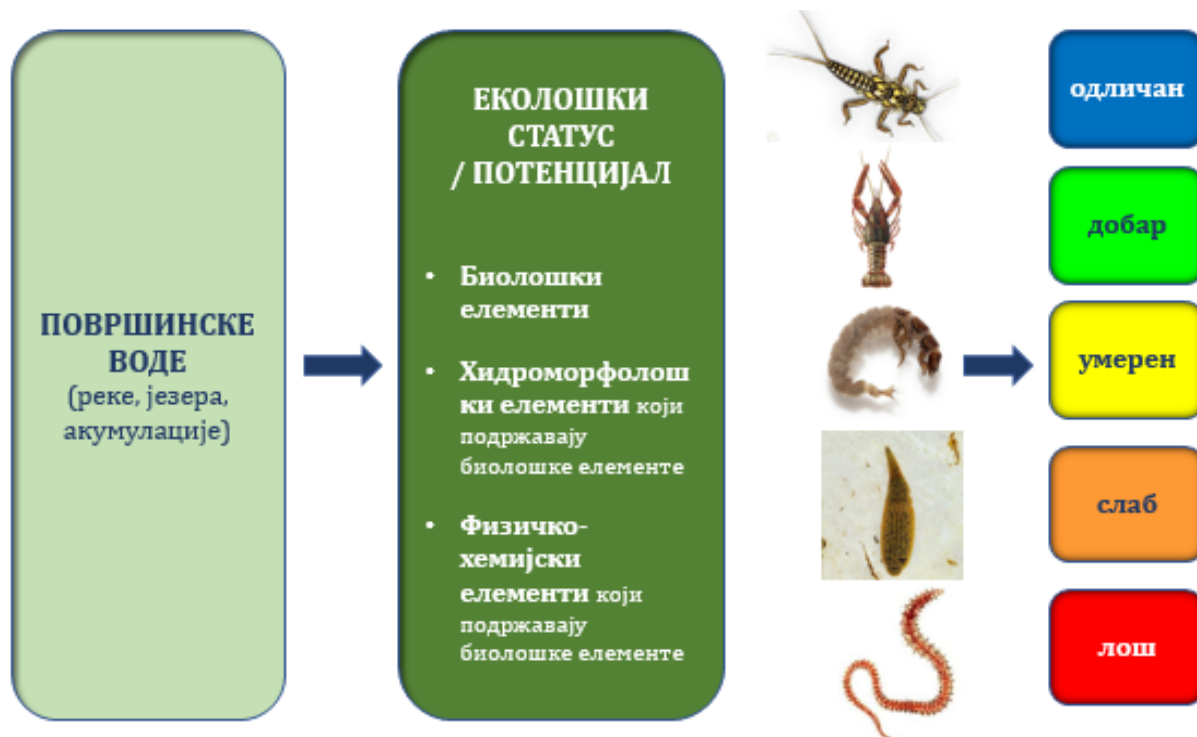 ПОВРШИНСКЕ
ВОДЕ
(реке, језера,
акумулације)
ЕКОЛОШКИ
СТАТУС
/ ПОТЕНЦИЈАЛ
• Биолошки
елементи
• Хидроморфолош
ки елементи који
подржавају
биолошке елементе
• Физичко-
хемијски
елементи који
подржавају
биолошке елементе
одличан
добар
умерен
слаб
лош